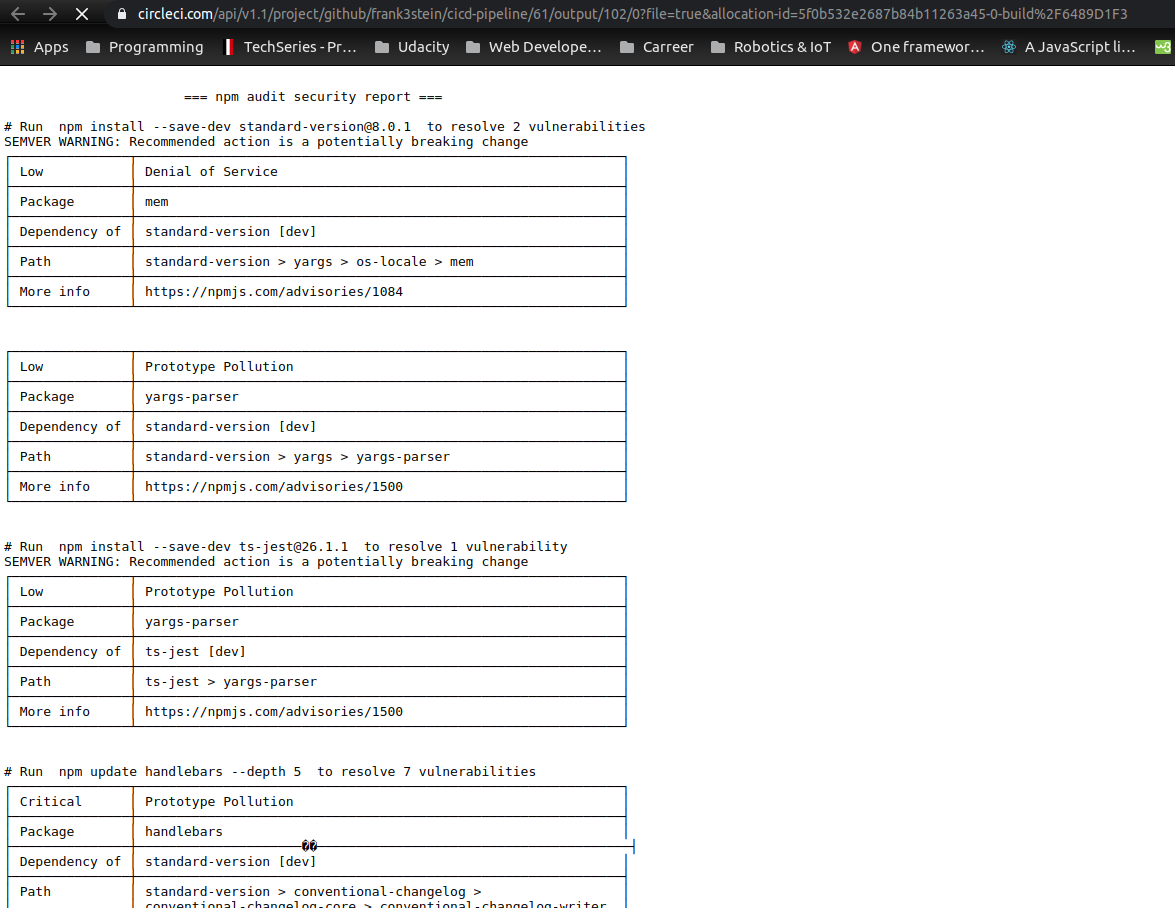 circleci.com/api/v1.1/project/github/frank3stein/cicd-pipeline/61/output/102/0?file=true&allocation-id=5f0b532e2687b84b11263a45-0-build%2F6489D1F3
Apps Programming TechSeries - Pr... Udacity Web Develope... Carreer Robotics & IoT One framewor... A JavaScript li...
=== npm audit security report ===
# Run  npm install --save-dev standard-version@8.0.1  to resolve 2 vulnerabilities
SEMVER WARNING: Recommended action is a potentially breaking change
Low Denial of Service
Package mem
Dependency of standard-version [dev]
Path standard-version > yargs > os-locale > mem
More info https://npmjs.com/advisories/1084
Low Prototype Pollution
Package yargs-parser
Dependency of standard-version [dev]
Path standard-version > yargs > yargs-parser
More info https://npmjs.com/advisories/1500
# Run  npm install --save-dev ts-jest@26.1.1  to resolve 1 vulnerability
SEMVER WARNING: Recommended action is a potentially breaking change
Low Prototype Pollution
Package yargs-parser
Dependency of ts-jest [dev]
Path ts-jest > yargs-parser
More info https://npmjs.com/advisories/1500
# Run  npm update handlebars --depth 5  to resolve 7 vulnerabilities
Critical Prototype Pollution
Package handlebars
��
Dependency of standard-version [dev]
Path standard-version > conventional-changelog >
conventional-changelog-core > conventional-changelog-writer